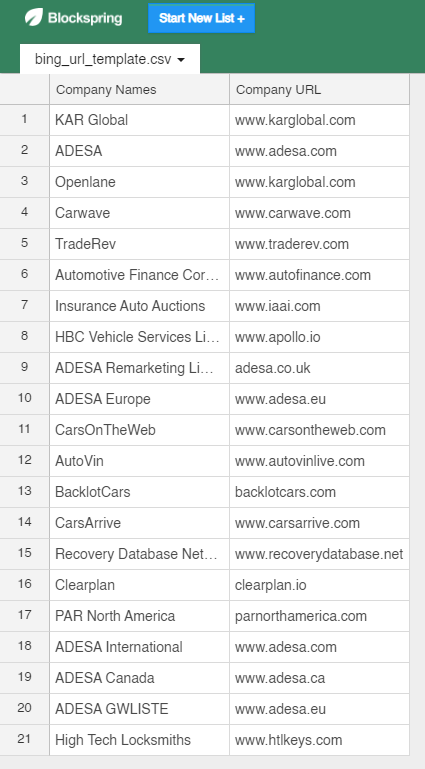 Blockspring Start New List +
bing_url_template.csv
Company Names Company URL
1 KAR Global www.karglobal.com
2 ADESA www.adesa.com
3 Openlane www.karglobal.com
4 Carwave www.carwave.com
5 TradeRev www.traderev.com
6 Automotive Finance Cor... www.autofinance.com
7 Insurance Auto Auctions www.iaai.com
8 HBC Vehicle Services Li... www.apollo.io
9 ADESA Remarketing Li... adesa.co.uk
10 ADESA Europe www.adesa.eu
11 CarsOnTheWeb www.carsontheweb.com
12 AutoVin www.autovinlive.com
13 BacklotCars backlotcars.com
14 CarsArrive www.carsarrive.com
15 Recovery Database Net... www.recoverydatabase.net
16 Clearplan clearplan.io
17 PAR North America parnorthamerica.com
18 ADESA International www.adesa.com
19 ADESA Canada www.adesa.ca
20 ADESA GWLISTE www.adesa.eu
21 High Tech Locksmiths www.htlkeys.com